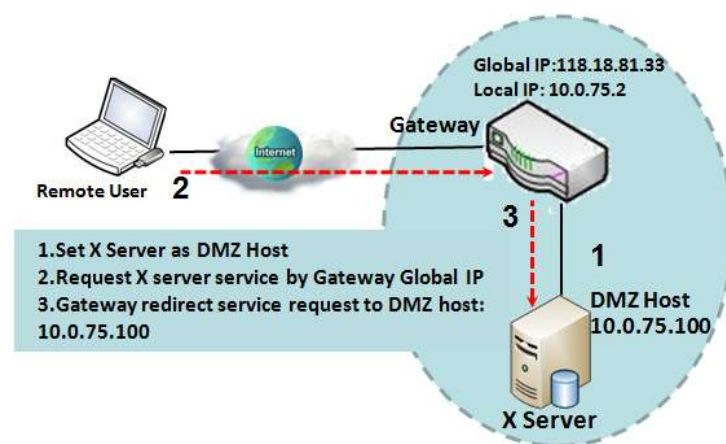 Global IP:118.18.81.33
Local IP: 10.0.75.2
Gateway
Internet
Remote User
2
3
1
1.Set X Server as DMZ Host
2.Request X server service by Gateway Global IP
3.Gateway redirect service request to DMZ host:
10.0.75.100
DMZ Host
10.0.75.100
X Server